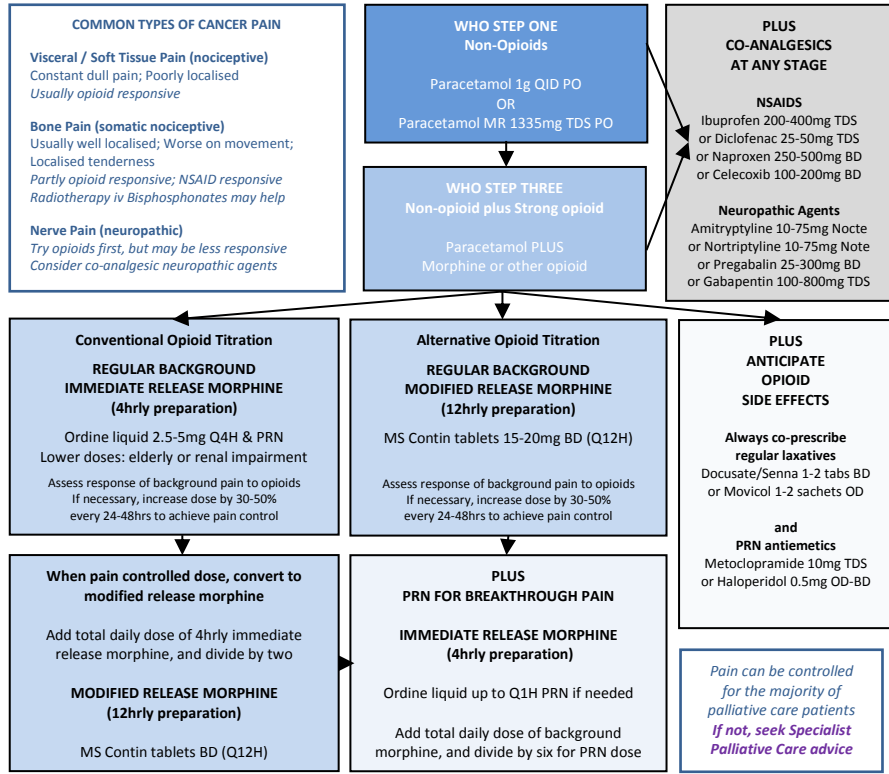 COMMON TYPES OF CANCER PAIN
Visceral / Soft Tissue Pain (nociceptive)
Constant dull pain; Poorly localised
Usually opioid responsive
Bone Pain (somatic nociceptive)
Usually well localised; Worse on movement;
Localised tenderness
Partly opioid responsive; NSAID responsive
Radiotherapy iv Bisphosphonates may help
Nerve Pain (neuropathic)
Try opioids first, but may be less responsive
Consider co-analgesic neuropathic agents
WHO STEP ONE
Non-Opioids
Paracetamol 1g QID PO
OR
Paracetamol MR 1335mg TDS PO
WHO STEP THREE
Non-opioid plus Strong opioid
Paracetamol PLUS
Morphine or other opioid
PLUS
CO-ANALGESICS
AT ANY STAGE
NSAIDS
Ibuprofen 200-400mg TDS
or Diclofenac 25-50mg TDS
or Naproxen 250-500mg BD
or Celecoxib 100-200mg BD
Neuropathic Agents
Amitryptyline 10-75mg Nocte
or Nortriptyline 10-75mg Note
or Pregabalin 25-300mg BD
or Gabapentin 100-800mg TDS
Conventional Opioid Titration
REGULAR BACKGROUND
IMMEDIATE RELEASE MORPHINE
(4hrly preparation)
Ordine liquid 2.5-5mg Q4H & PRN
Lower doses: elderly or renal impairment
Assess response of background pain to opioids
If necessary, increase dose by 30-50%
every 24-48hrs to achieve pain control
Alternative Opioid Titration
REGULAR BACKGROUND
MODIFIED RELEASE MORPHINE
(12hrly preparation)
MS Contin tablets 15-20mg BD (Q12H)
Assess response of background pain to opioids
If necessary, increase dose by 30-50%
every 24-48hrs to achieve pain control
PLUS
ANTICIPATE
OPIOID
SIDE EFFECTS
Always co-prescribe
regular laxatives
Docusate/Senna 1-2 tabs BD
or Movicol 1-2 sachets OD
and
PRN antiemetics
Metoclopramide 10mg TDS
or Haloperidol 0.5mg OD-BD
When pain controlled dose, convert to
modified release morphine
Add total daily dose of 4hrly immediate
release morphine, and divide by two
MODIFIED RELEASE MORPHINE
(12hrly preparation)
MS Contin tablets BD (Q12H)
PLUS
PRN FOR BREAKTHROUGH PAIN
IMMEDIATE RELEASE MORPHINE
(4hrly preparation)
Ordine liquid up to Q1H PRN if needed
Add total daily dose of background
morphine, and divide by six for PRN dose
Pain can be controlled
for the majority of
palliative care patients
If not, seek Specialist
Palliative Care advice